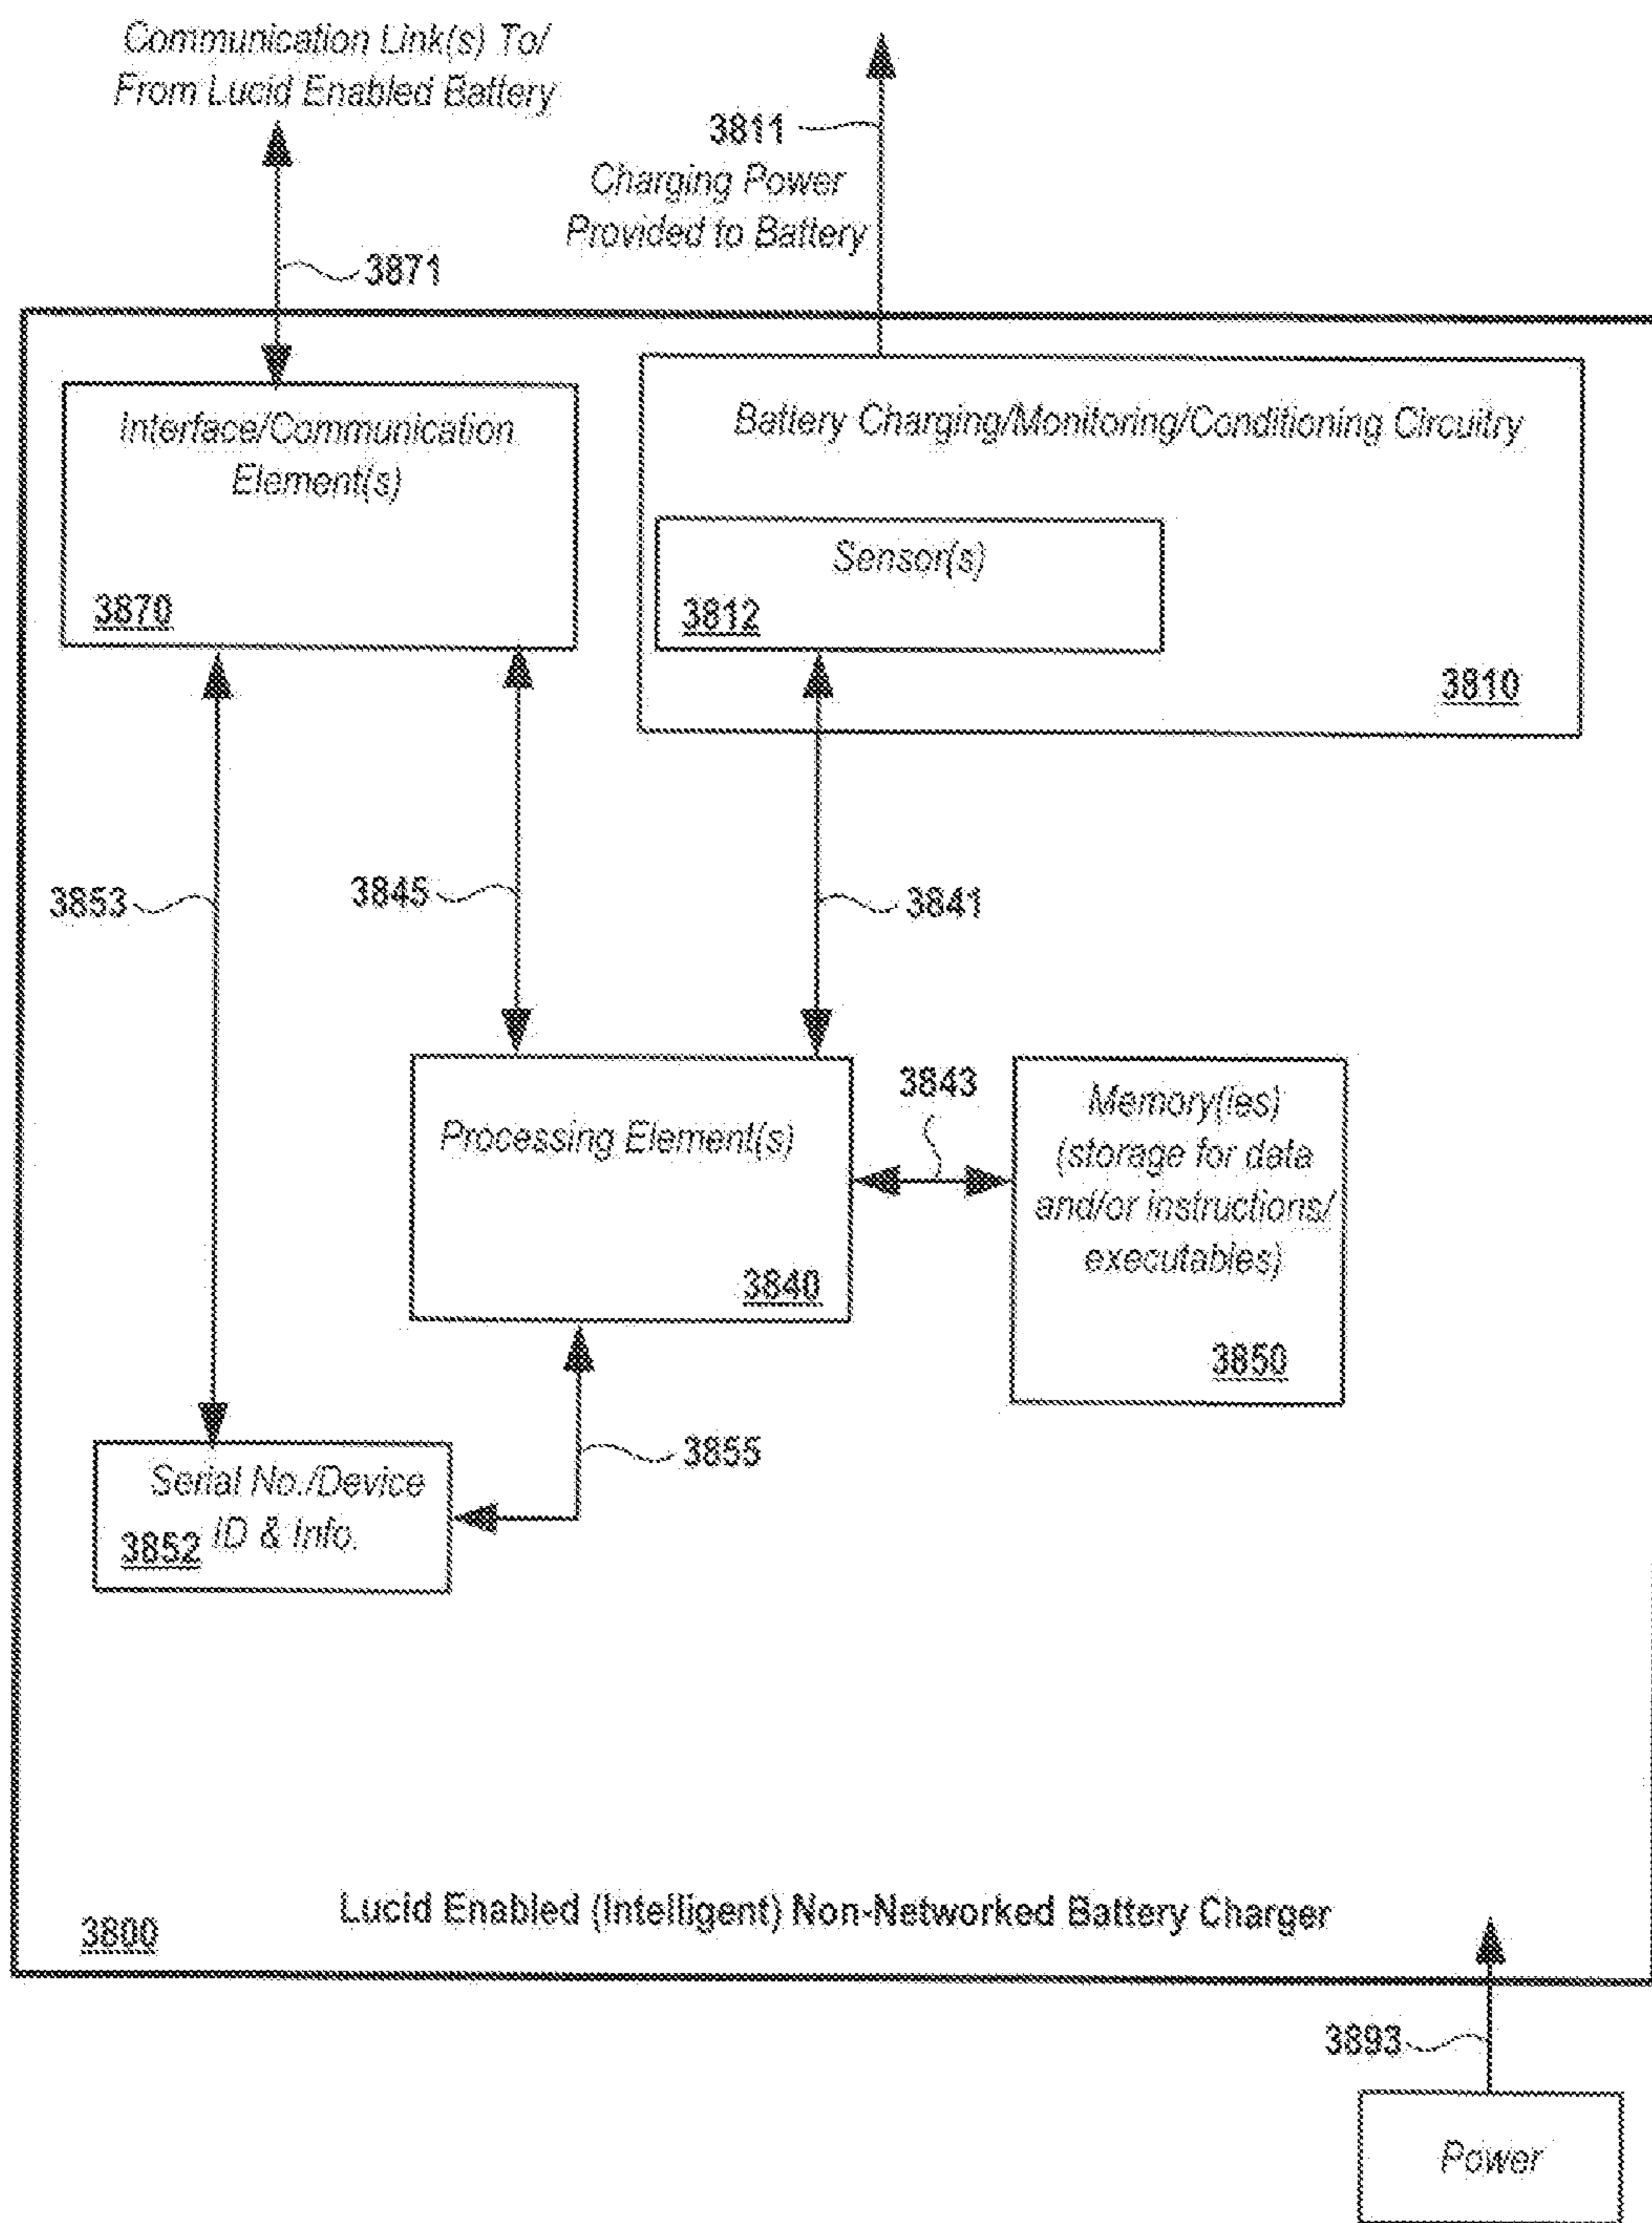 Communication Link(s) To/
From Lucid Enabled Battery
3811
Charging Power
Provided to Battery
3871
Interface/Communication
Element(s)
3870
Battery Charging/Monitoring/Conditioning Circuitry
Sensor(s)
3812
3810
3853
3845
3841
Processing Element(s)
3840
3843
Memory(ies)
(storage for data
and/or instructions/
executables)
3850
3855
Serial No./Device
3852 ID & Info.
Lucid Enabled (Intelligent) Non-Networked Battery Charger
3800
3893
Power